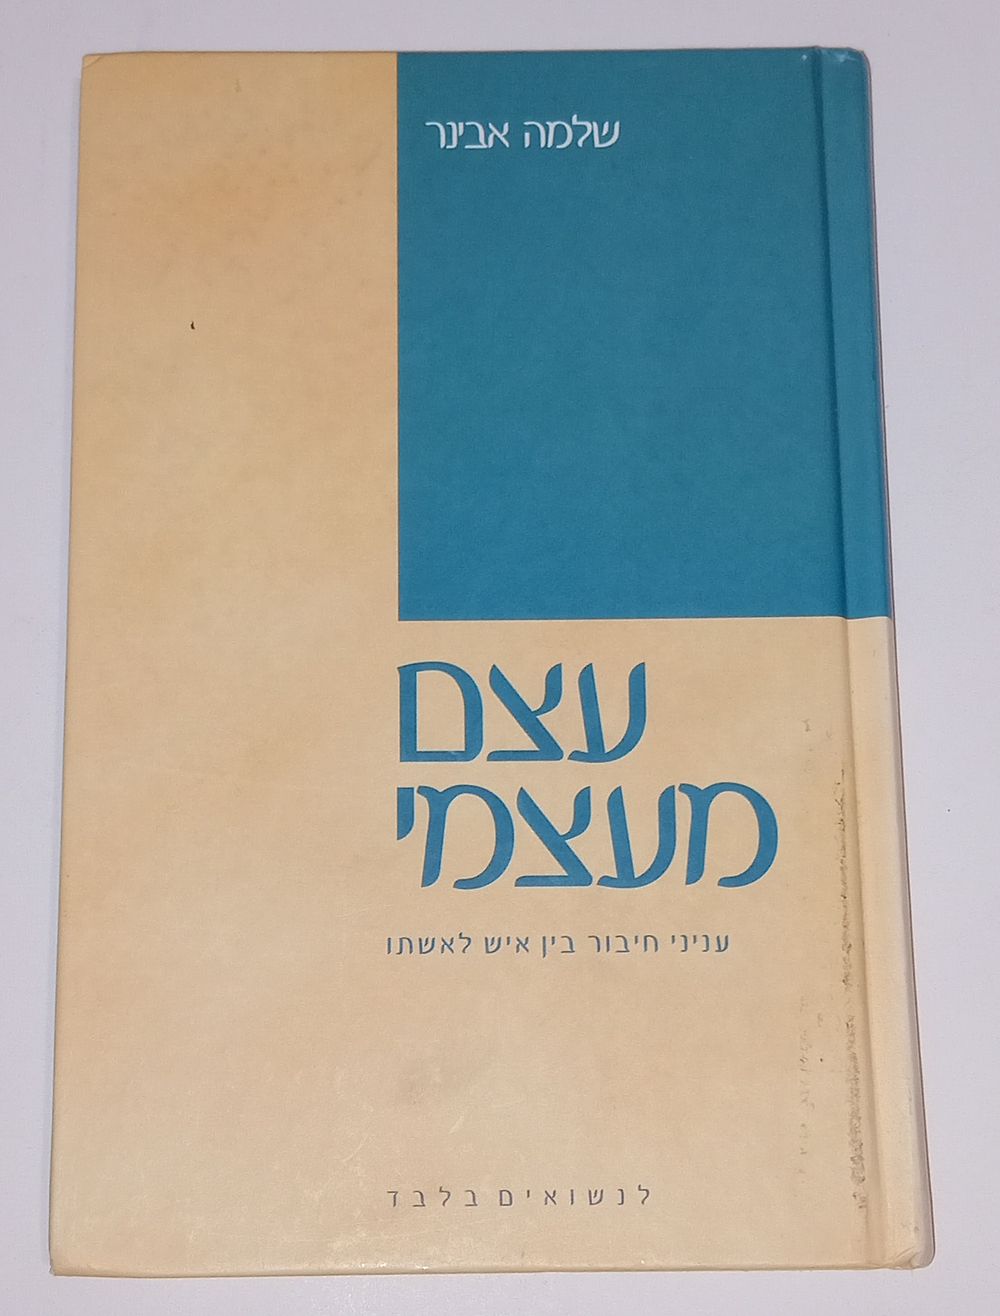 שלמה אבינר
עצם
מעצמי
עניני חיבור בין איש לאשתו
לנשואים בלבד